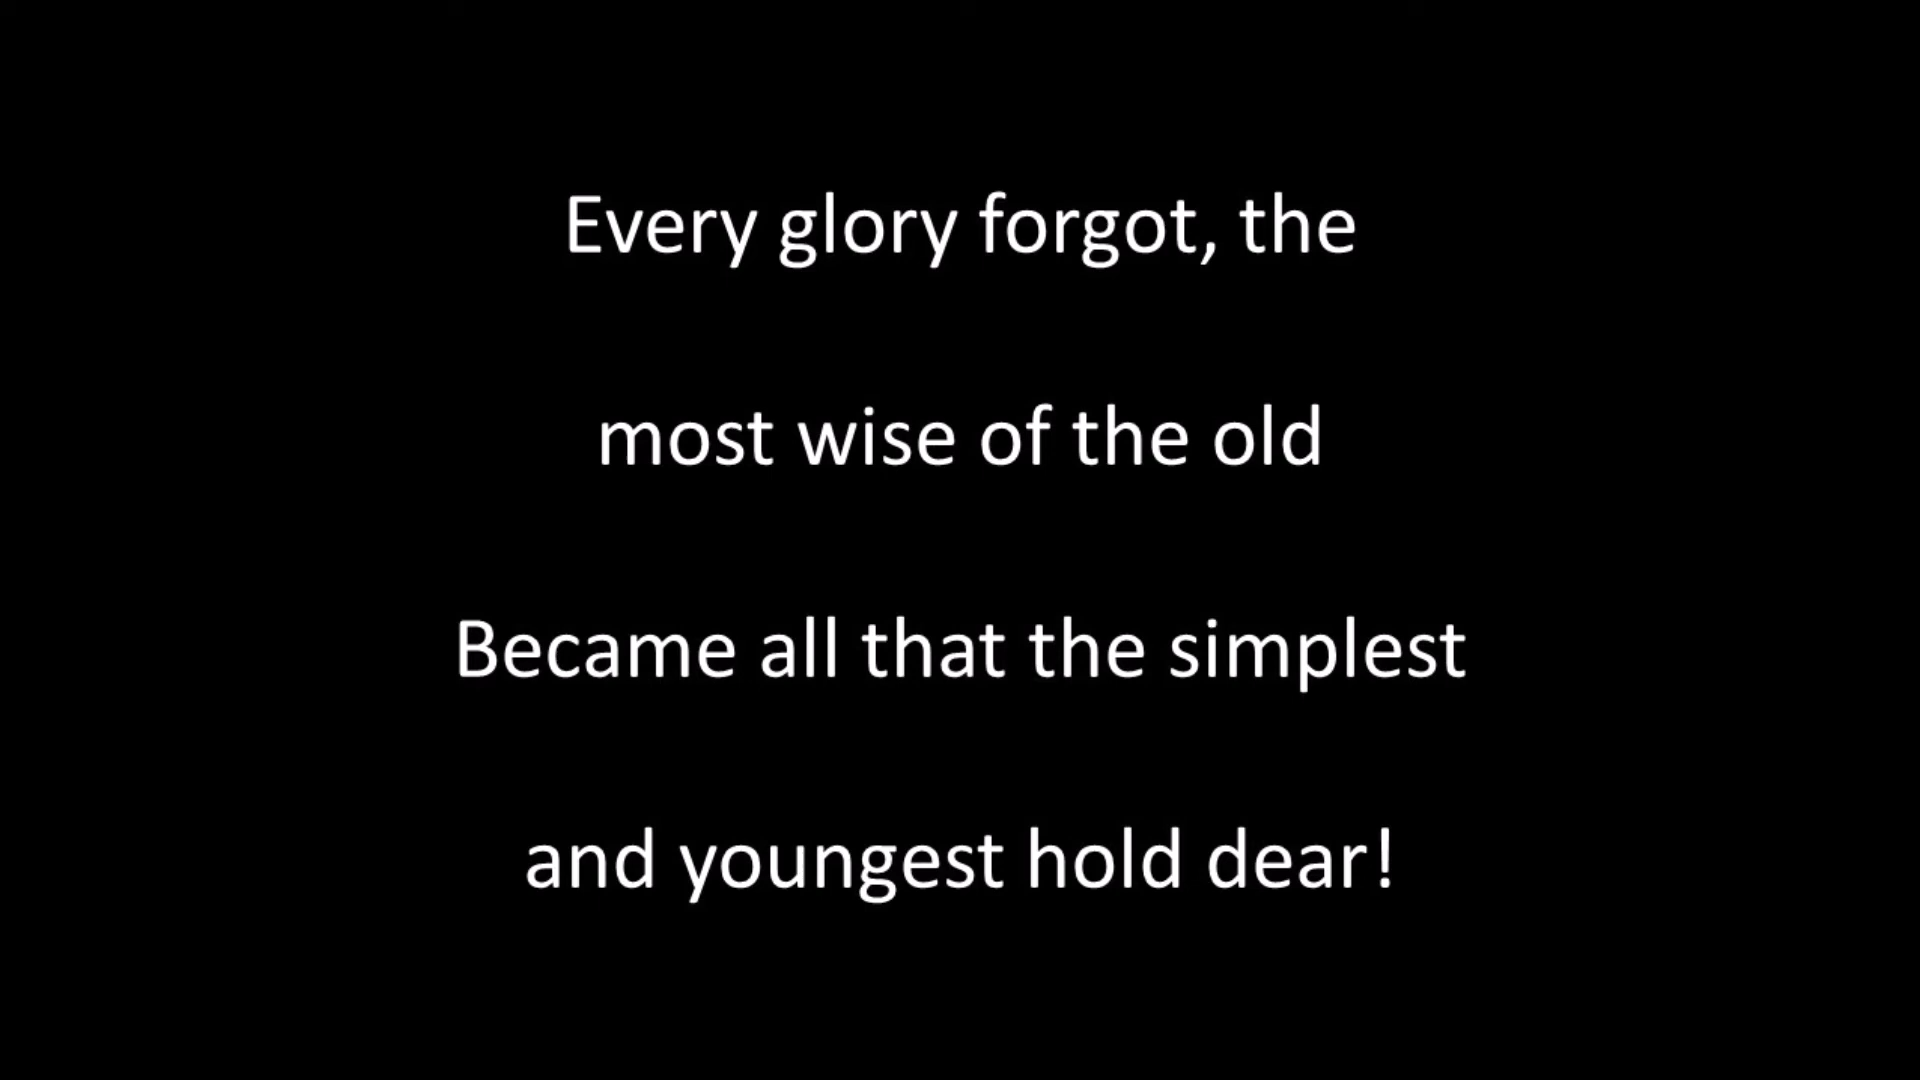 Every glory forgot, the
most wise of the old
Became all that the simplest
and youngest hold dear!